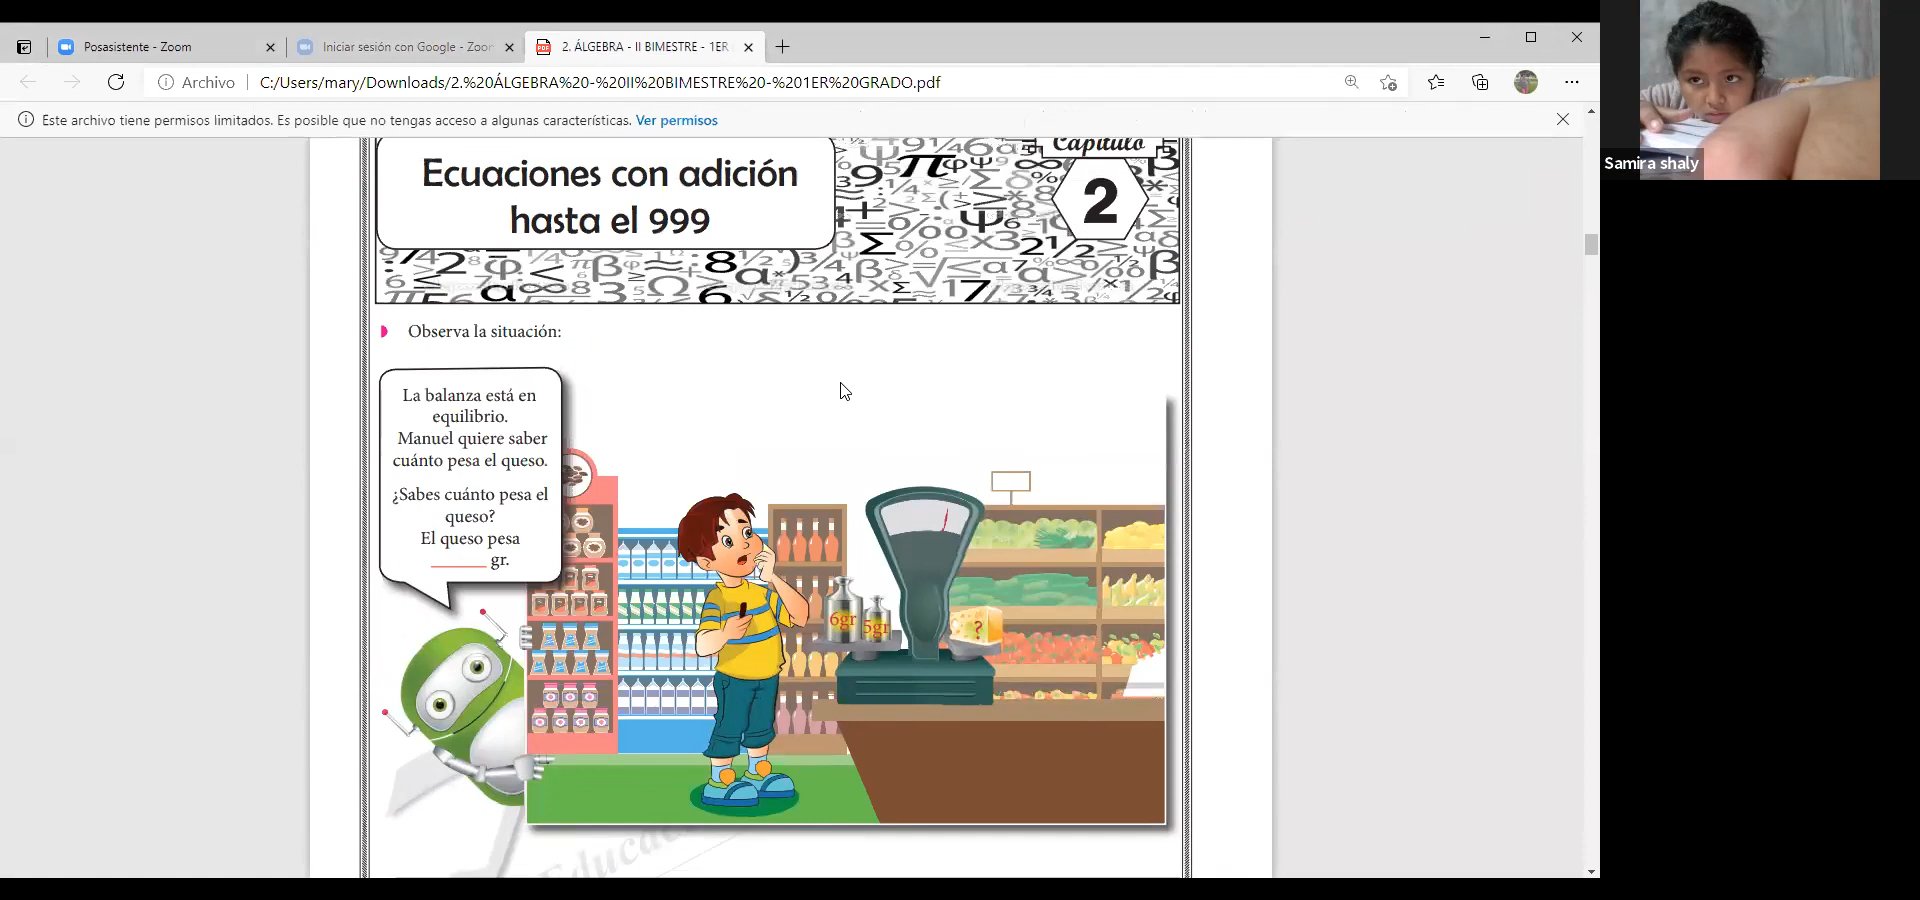 Posasistente - Zoom
Iniciar sesión con Google - Zoor
2. ÁLGEBRA - II BIMESTRE - 1ER
Archivo
C:/Users/mary/Downloads/2.%20ÁLGEBRA%20-%20II%20BIMESTRE%20-%201ER%20GRADO.pdf
Este archivo tiene permisos limitados. Es posible que no tengas acceso a algunas características. Ver permisos
Samira shaly
Capítulo
2
Ecuaciones con adición
hasta el 999
Observa la situación:
La balanza está en
equilibrio.
Manuel quiere saber
cuánto pesa el queso.
¿Sabes cuánto pesa el
queso?
El queso pesa
______ gr.
6gr
5gr
?